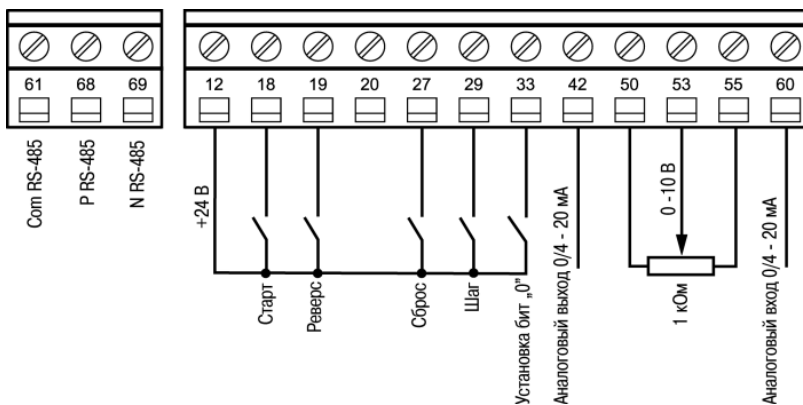 61 68 69
12 18 19 20 27 29 33 42 50 53 55 60
Com RS-485
P RS-485
N RS-485
+24 В
Старт
Реверс
Сброс
Шаг
Установка бит „0”
Аналоговый выход 0/4 - 20 мА
0 -10 В
1 кОм
Аналоговый вход 0/4 - 20 мА